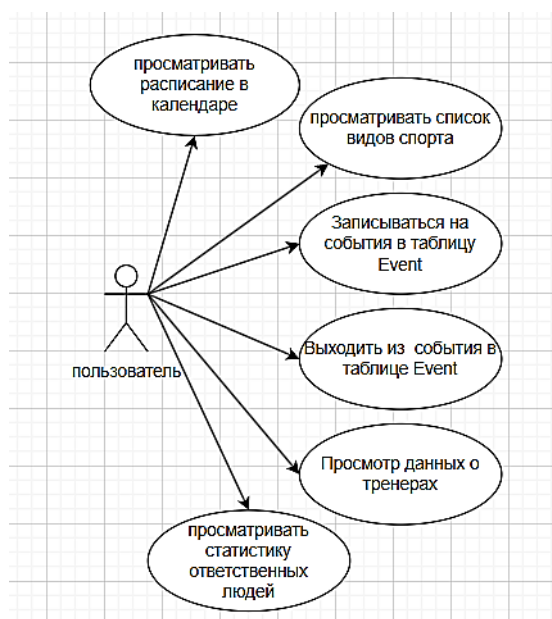 просматривать
расписание в
календаре
просматривать список
видов спорта
Записываться на
события в таблицу
Event
Выходить из события в
таблице Event
пользователь
Просмотр данных о
тренерах
просматривать
статистику
ответственных
людей